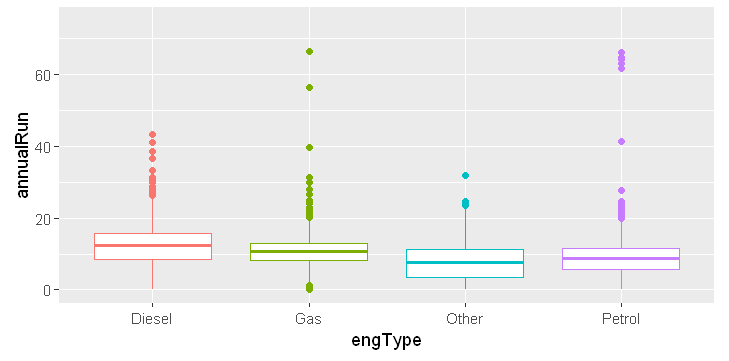 annualRun
60
40
20
0
Diesel Gas Other Petrol
engType